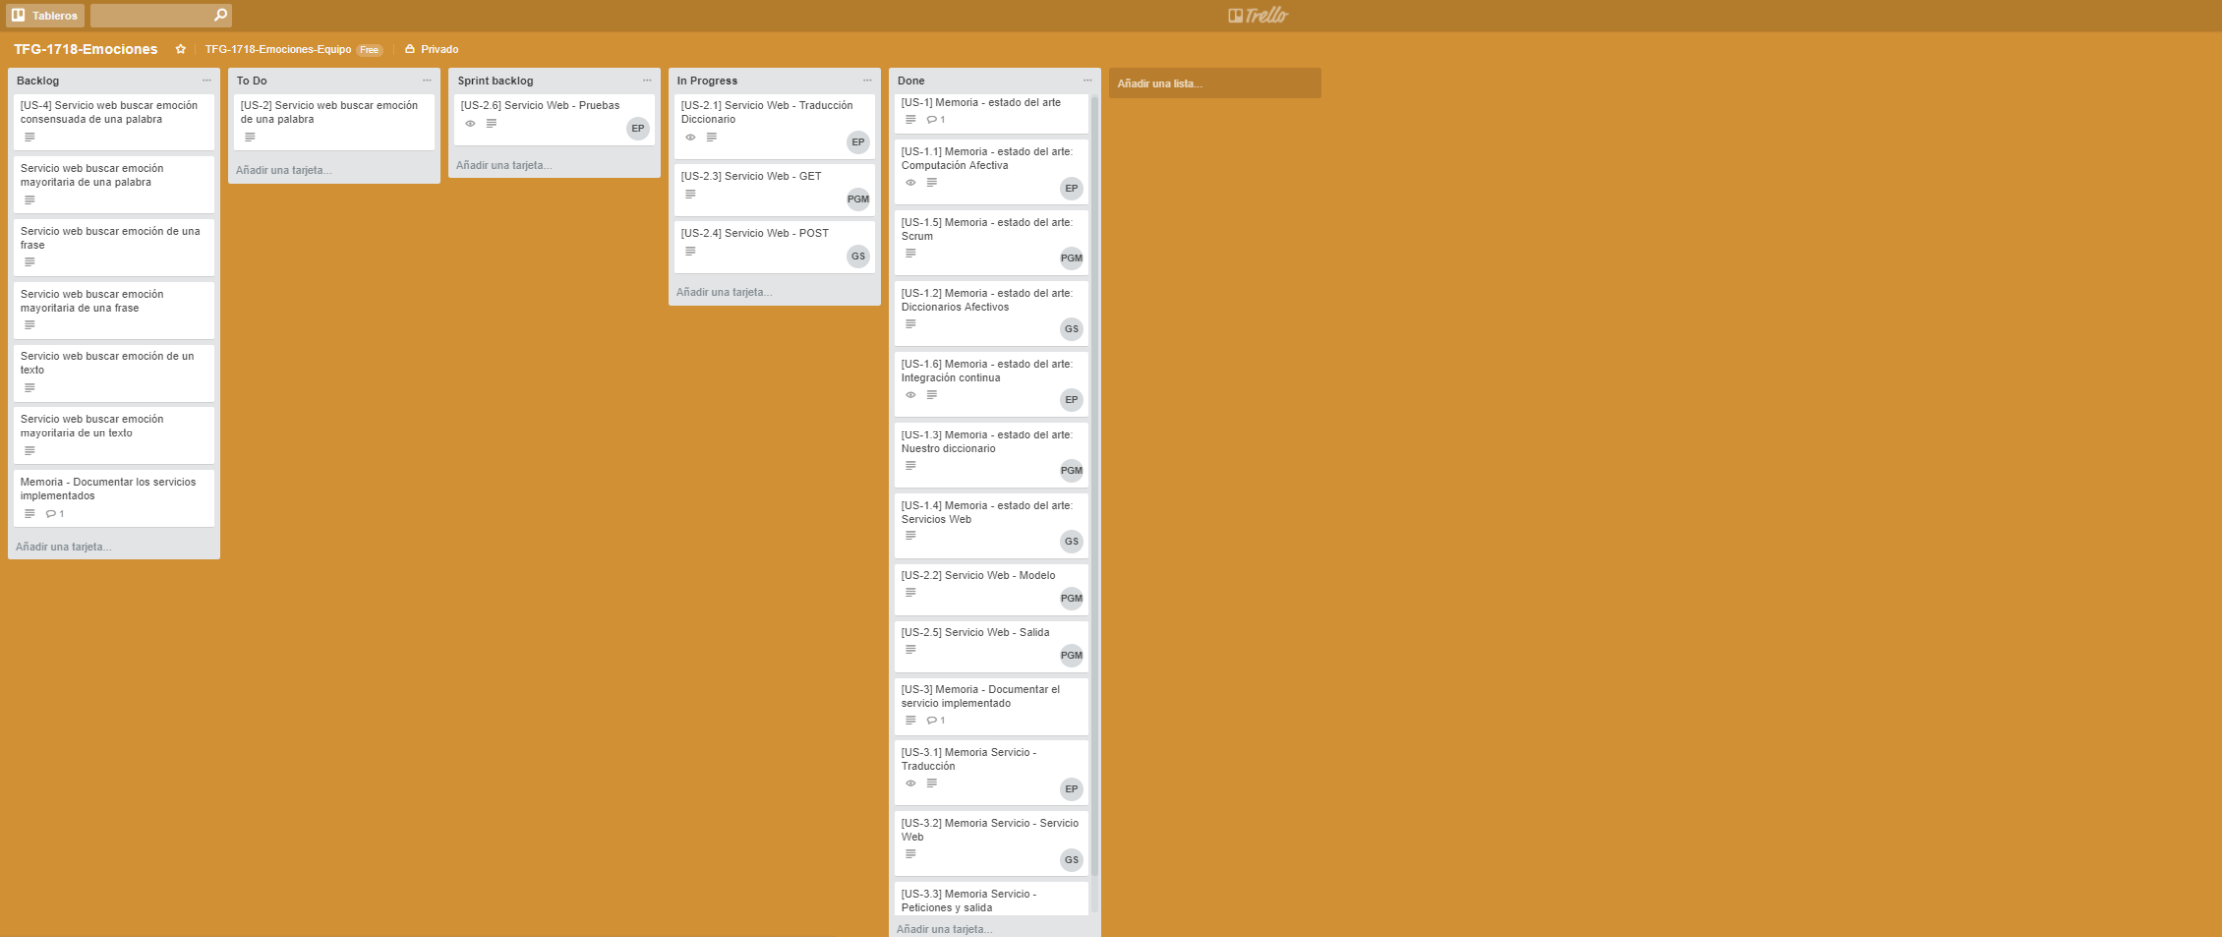 Tableros
Trello
TFG-1718-Emociones
TFG-1718-Emociones-Equipo Free
Privado
Backlog
[US-4] Servicio web buscar emoción
consensuada de una palabra
Servicio web buscar emoción
mayoritaria de una palabra
Servicio web buscar emoción de una
frase
Servicio web buscar emoción
mayoritaria de una frase
Servicio web buscar emoción de un
texto
Servicio web buscar emoción
mayoritaria de un texto
Memoria - Documentar los servicios
implementados
1
Añadir una tarjeta...
To Do
[US-2] Servicio web buscar emoción
de una palabra
Añadir una tarjeta...
Sprint backlog
[US-2.6] Servicio Web - Pruebas
EP
Añadir una tarjeta...
In Progress
[US-2.1] Servicio Web - Traducción
Diccionario
EP
[US-2.3] Servicio Web - GET
PGM
[US-2.4] Servicio Web - POST
GS
Añadir una tarjeta...
Done
[US-1] Memoria - estado del arte
1
[US-1.1] Memoria - estado del arte:
Computación Afectiva
EP
[US-1.5] Memoria - estado del arte:
Scrum
PGM
[US-1.2] Memoria - estado del arte:
Diccionarios Afectivos
GS
[US-1.6] Memoria - estado del arte:
Integración continua
EP
[US-1.3] Memoria - estado del arte:
Nuestro diccionario
PGM
[US-1.4] Memoria - estado del arte:
Servicios Web
GS
[US-2.2] Servicio Web - Modelo
PGM
[US-2.5] Servicio Web - Salida
PGM
[US-3] Memoria - Documentar el
servicio implementado
1
[US-3.1] Memoria Servicio -
Traducción
EP
[US-3.2] Memoria Servicio - Servicio
Web
GS
[US-3.3] Memoria Servicio -
Peticiones y salida
Añadir una tarjeta...
Añadir una lista...